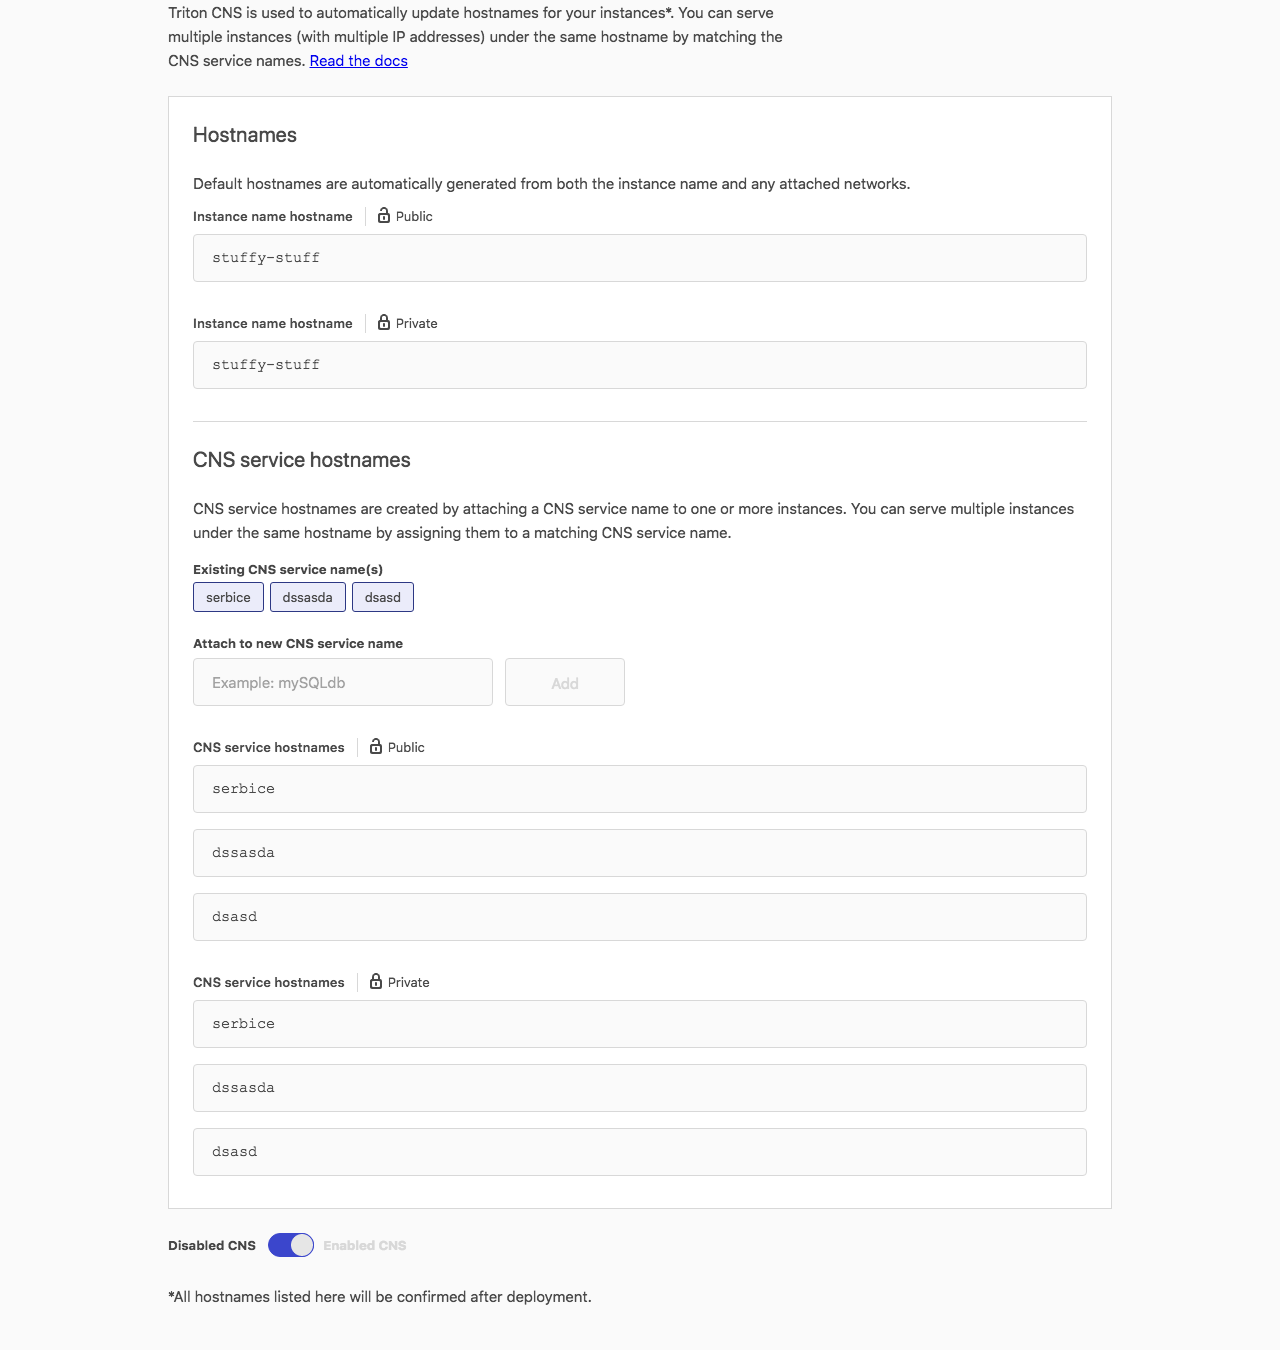 Triton CNS is used to automatically update hostnames for your instances*. You can serve
multiple instances (with multiple IP addresses) under the same hostname by matching the
CNS service names. Read the docs
Hostnames
Default hostnames are automatically generated from both the instance name and any attached networks.
Instance name hostname Public
stuffy-stuff
Instance name hostname Private
stuffy-stuff
CNS service hostnames
CNS service hostnames are created by attaching a CNS service name to one or more instances. You can serve multiple instances
under the same hostname by assigning them to a matching CNS service name.
Existing CNS service name(s)
serbice dssasda dsasd
Attach to new CNS service name
Example: mySQLdb Add
CNS service hostnames Public
serbice
dssasda
dsasd
CNS service hostnames Private
serbice
dssasda
dsasd
Disabled CNS Enabled CNS
*All hostnames listed here will be confirmed after deployment.